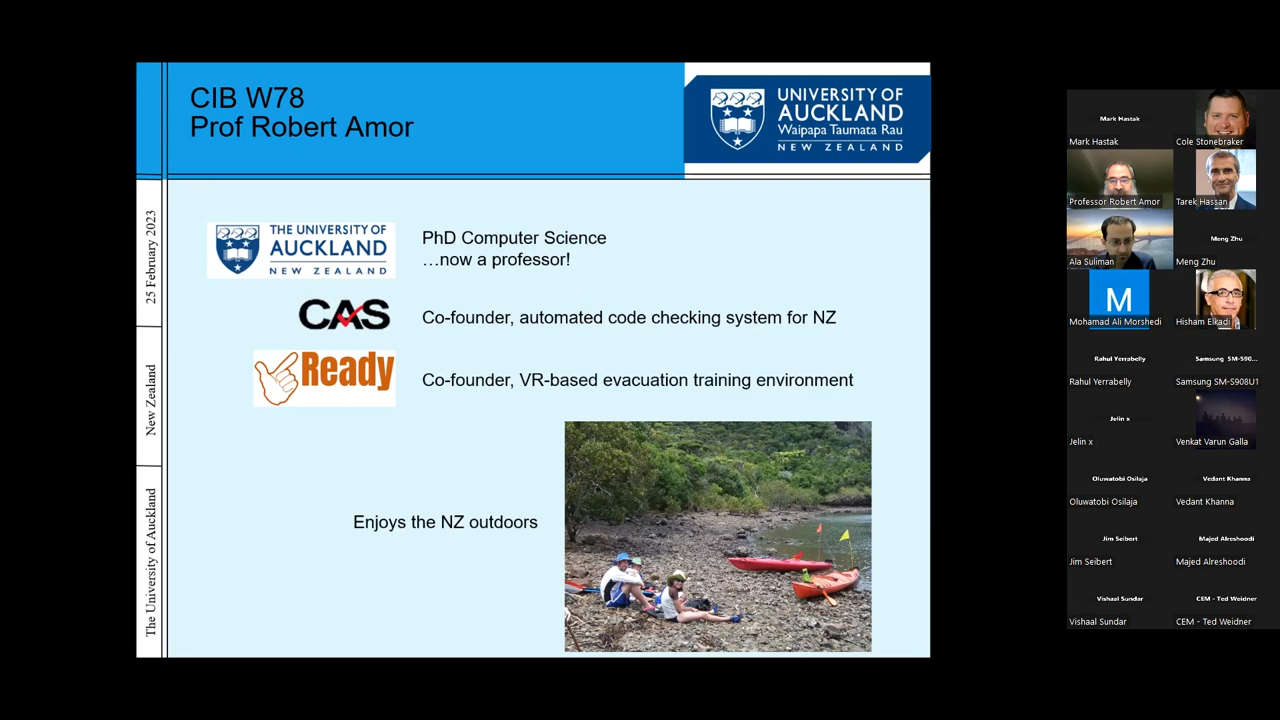 CIB W78
Prof Robert Amor
UNIVERSITY OF
AUCKLAND
Waipapa Taumata Rau
NEW ZEALAND
25 February 2023
New Zealand
The University of Auckland
THE UNIVERSITY OF
AUCKLAND
NEW ZEALAND
PhD Computer Science
...now a professor!
CAS
Co-founder, automated code checking system for NZ
Ready
Co-founder, VR-based evacuation training environment
Enjoys the NZ outdoors
Mark Hastak
Mark Hastak
Cole Stonebraker
Professor Robert Amor
Tarek Hassan
Ala Suliman
Meng Zhu
Meng Zhu
M
Mohamad Ali Morshedi
Hisham Elkadi
Rahul Yerrabelly
Rahul Yerrabelly
Samsung SM-S90...
Samsung SM-S908U1
Jelin x
Jelin x
Venkat Varun Galla
Oluwatobi Osilaja
Oluwatobi Osilaja
Vedant Khanna
Vedant Khanna
Jim Seibert
Jim Seibert
Majed Alreshoodi
Majed Alreshoodi
Vishaal Sundar
Vishaal Sundar
CEM - Ted Weidner
CEM - Ted Weidner